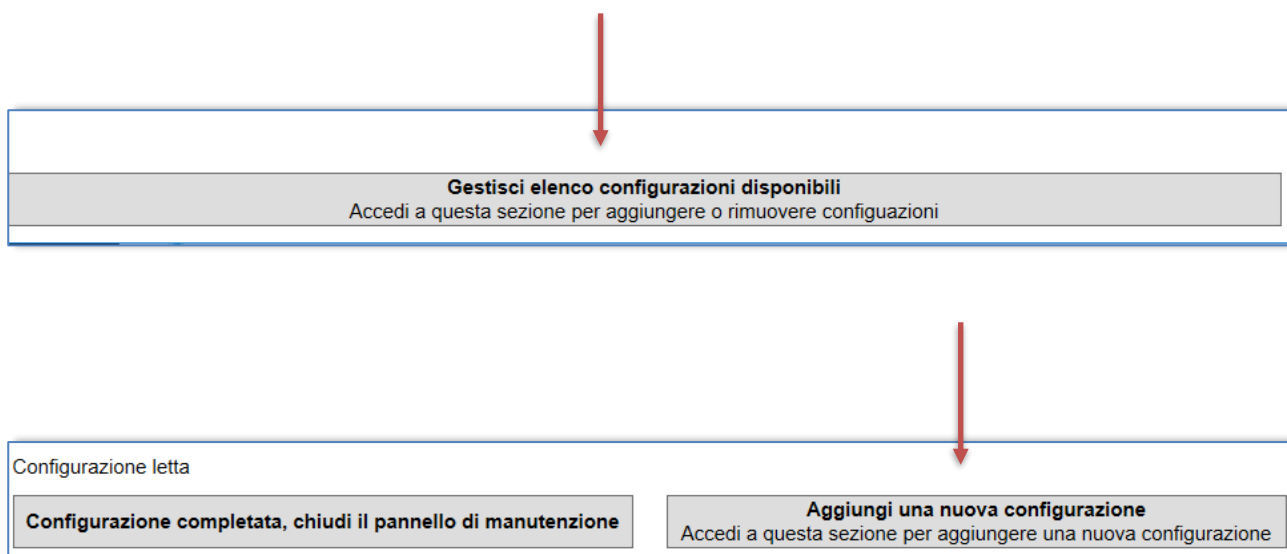 Gestisci elenco configurazioni disponibili
Accedi a questa sezione per aggiungere o rimuovere configuazioni
Configurazione letta
Configurazione completata, chiudi il pannello di manutenzione
Aggiungi una nuova configurazione
Accedi a questa sezione per aggiungere una nuova configurazione